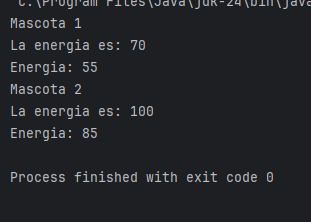 C:\Program Files\Java\jdk-24\bin\java
Mascota 1
La energia es: 70
Energia: 55
Mascota 2
La energia es: 100
Energia: 85
Process finished with exit code 0